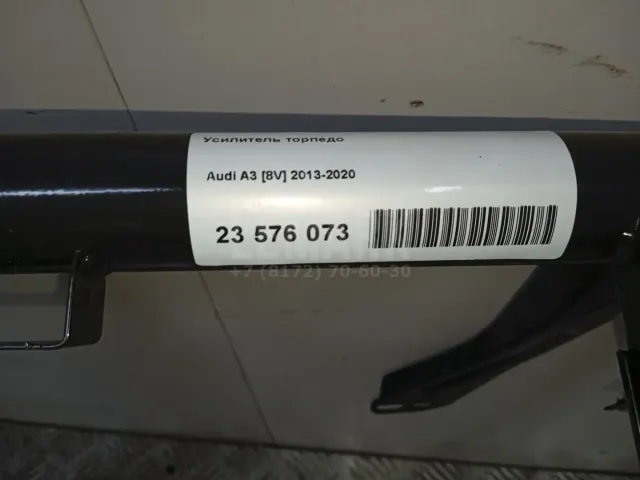 Усилитель торпедо
Audi A3 [8V] 2013-2020
23 576 073
+7 (8172) 70-60-30